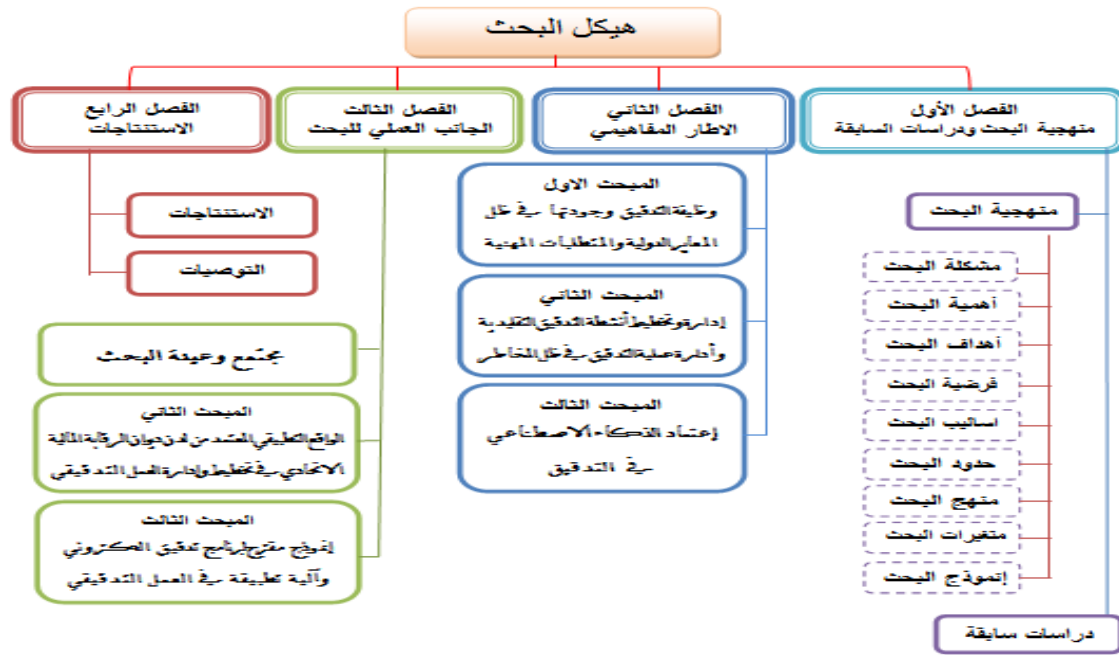 هيكل البحث
الفصل الأول
منهجية البحث ودراسات السابقة
منهجية البحث
مشكلة البحث
أهمية البحث
أهداف البحث
فرضية البحث
اساليب البحث
حدود البحث
منهج البحث
متغيرات البحث
إنموذج البحث
دراسات سابقة
الفصل الثاني
الاطار المفاهيمي
المبحث الاول
وظيفة التدقيق وجودتها في ظل
المعايير الدولية والمتطلبات المهنية
المبحث الثاني
إدارة وتخطيط أنشطة التدقيق التقليدية
وأدارة عملية التدقيق في ظل المخاطر
المبحث الثالث
إعتماد الذكاء الاصطناعي
في التدقيق
الفصل الثالث
الجانب العملي للبحث
مجتمع وعينة البحث
المبحث الثاني
الواقع التطبيقي المعتمد من لدن ديوان الرقابة المالية
الاتحادي في تخطيط وإدارة العمل التدقيقي
المبحث الثالث
إنموذج مقترح لبرنامج تدقيق الكتروني
وآلية تطبيقة في العمل التدقيقي
الفصل الرابع
الاستنتاجات
الاستنتاجات
التوصيات